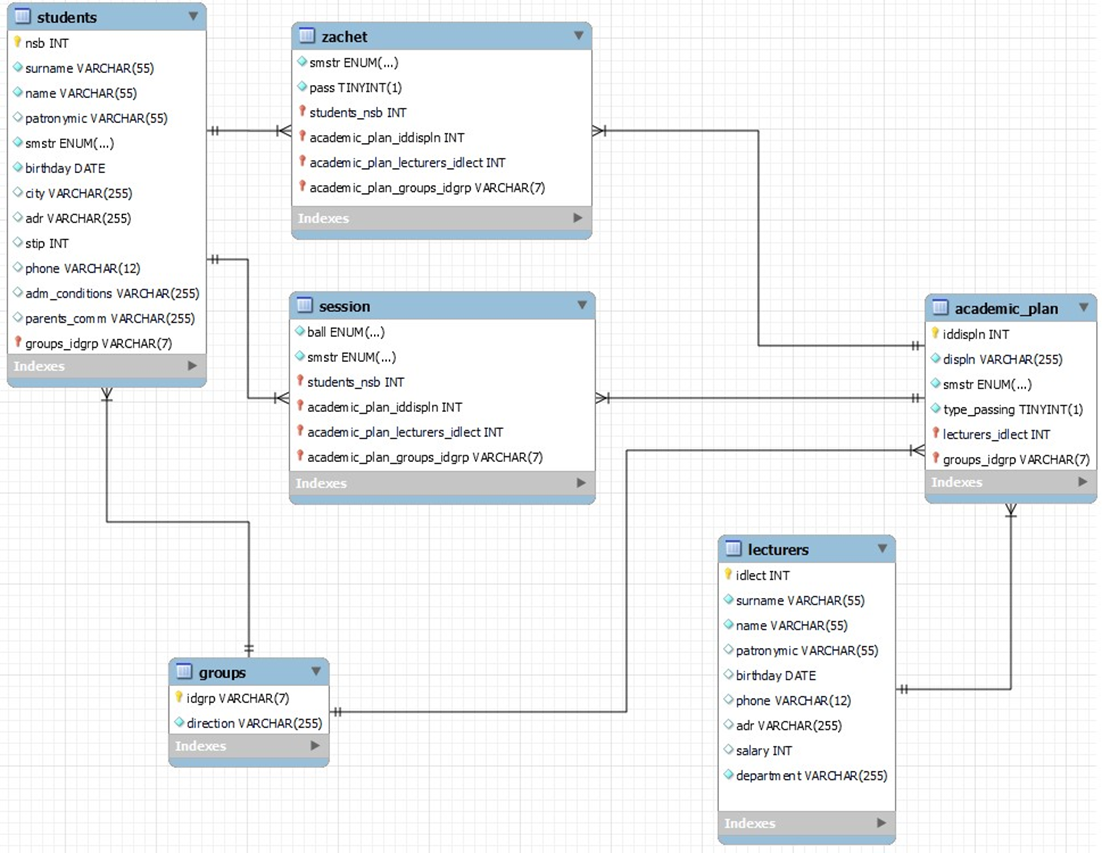 students
nsb INT
surname VARCHAR(55)
name VARCHAR(55)
patronymic VARCHAR(55)
smstr ENUM(...)
birthday DATE
city VARCHAR(255)
adr VARCHAR(255)
stip INT
phone VARCHAR(12)
adm_conditions VARCHAR(255)
parents_comm VARCHAR(255)
groups_idgrp VARCHAR(7)
Indexes
zachet
smstr ENUM(...)
pass TINYINT(1)
students_nsb INT
academic_plan_iddispln INT
academic_plan_lecturers_idlect INT
academic_plan_groups_idgrp VARCHAR(7)
Indexes
session
ball ENUM(...)
smstr ENUM(...)
students_nsb INT
academic_plan_iddispln INT
academic_plan_lecturers_idlect INT
academic_plan_groups_idgrp VARCHAR(7)
Indexes
academic_plan
iddispln INT
displn VARCHAR(255)
smstr ENUM(...)
type_passing TINYINT(1)
lecturers_idlect INT
groups_idgrp VARCHAR(7)
Indexes
lecturers
idlect INT
surname VARCHAR(55)
name VARCHAR(55)
patronymic VARCHAR(55)
birthday DATE
phone VARCHAR(12)
adr VARCHAR(255)
salary INT
department VARCHAR(255)
Indexes
groups
idgrp VARCHAR(7)
direction VARCHAR(255)
Indexes